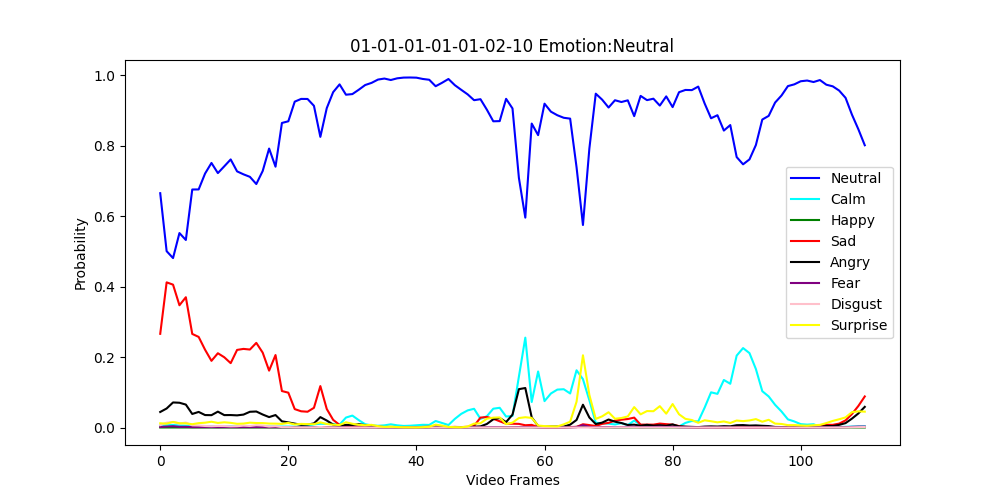 01-01-01-01-01-02-10 Emotion:Neutral
Probability
1.0
0.8
0.6
0.4
0.2
0.0
0 20 40 60 80 100
Video Frames
Neutral
Calm
Happy
Sad
Angry
Fear
Disgust
Surprise